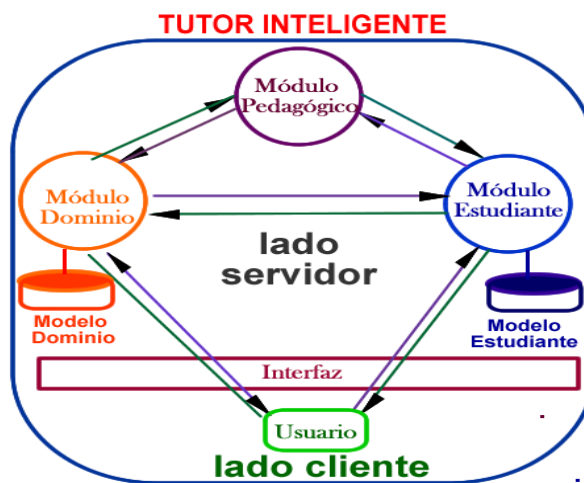 TUTOR INTELIGENTE
Módulo
Pedagógico
Módulo
Dominio
Módulo
Estudiante
lado
servidor
Modelo
Dominio
Modelo
Estudiante
Interfaz
Usuario
lado cliente